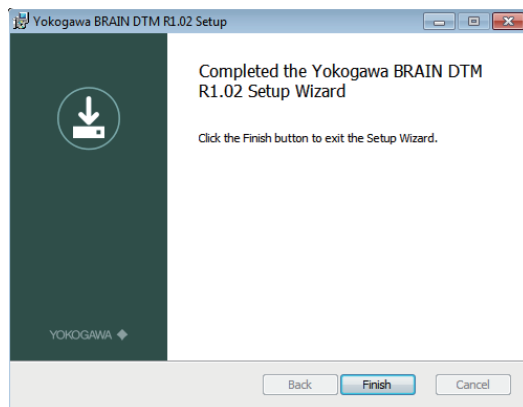 Yokogawa BRAIN DTM R1.02 Setup
Completed the Yokogawa BRAIN DTM
R1.02 Setup Wizard
Click the Finish button to exit the Setup Wizard.
YOKOGAWA
Back Finish Cancel